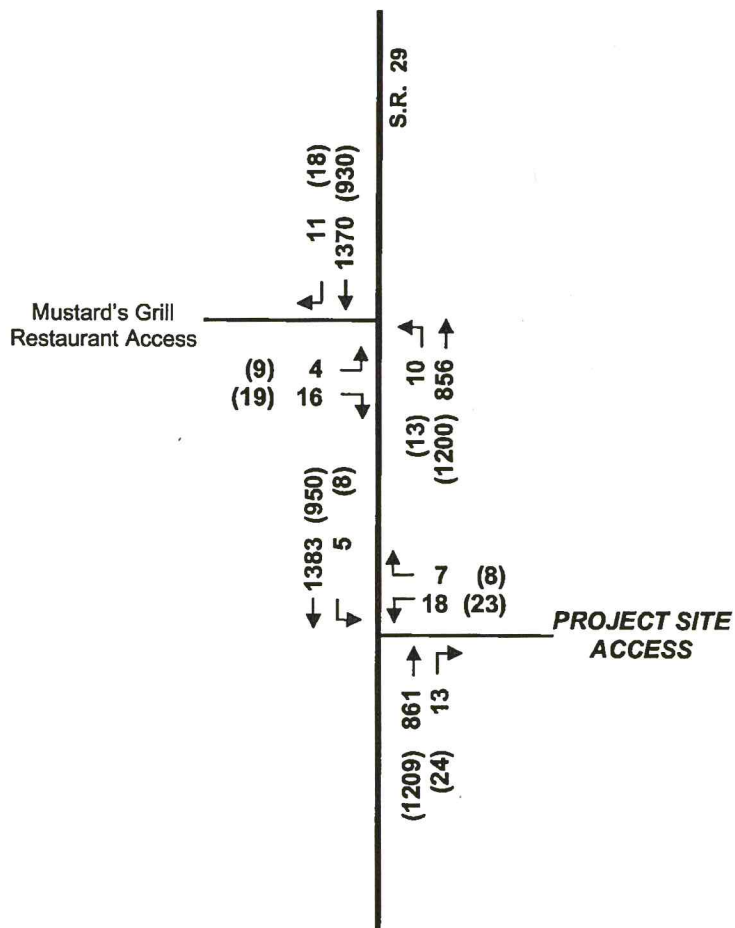 S.R. 29
11 (18)
1370 (930)
Mustard's Grill
Restaurant Access
(9) 4
(19) 16
(13) 10
(1200) 856
1383 (950)
5 (8)
7 (8)
18 (23)
PROJECT SITE
ACCESS
(1209) 861
(24) 13